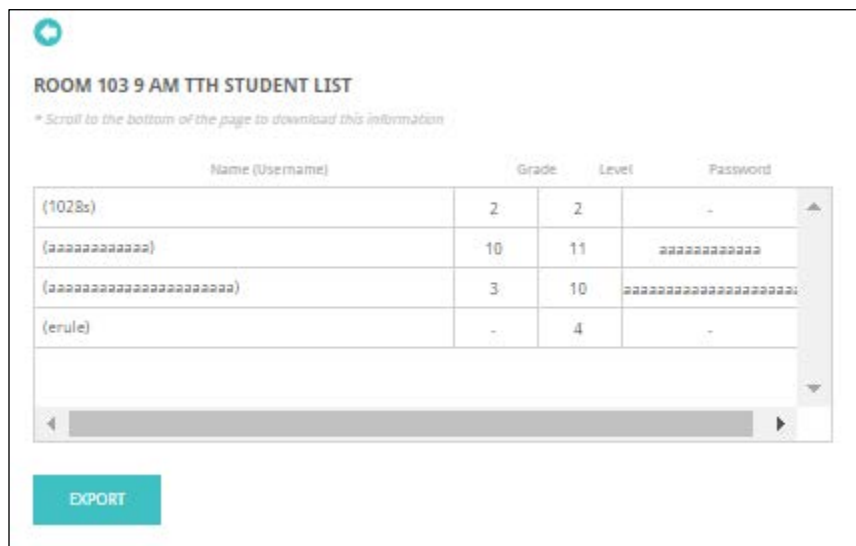 ROOM 103 9 AM TTH STUDENT LIST
* Scroll to the bottom of the page to download this information
Name (Username) Grade Level Password
(1028s) 2 2 -
(aaaaaaaaaaaa) 10 11 aaaaaaaaaaaa
(aaaaaaaaaaaaaaaaaaaaaa) 3 10 aaaaaaaaaaaaaaaaaaaaa
(erule) - 4 -
EXPORT